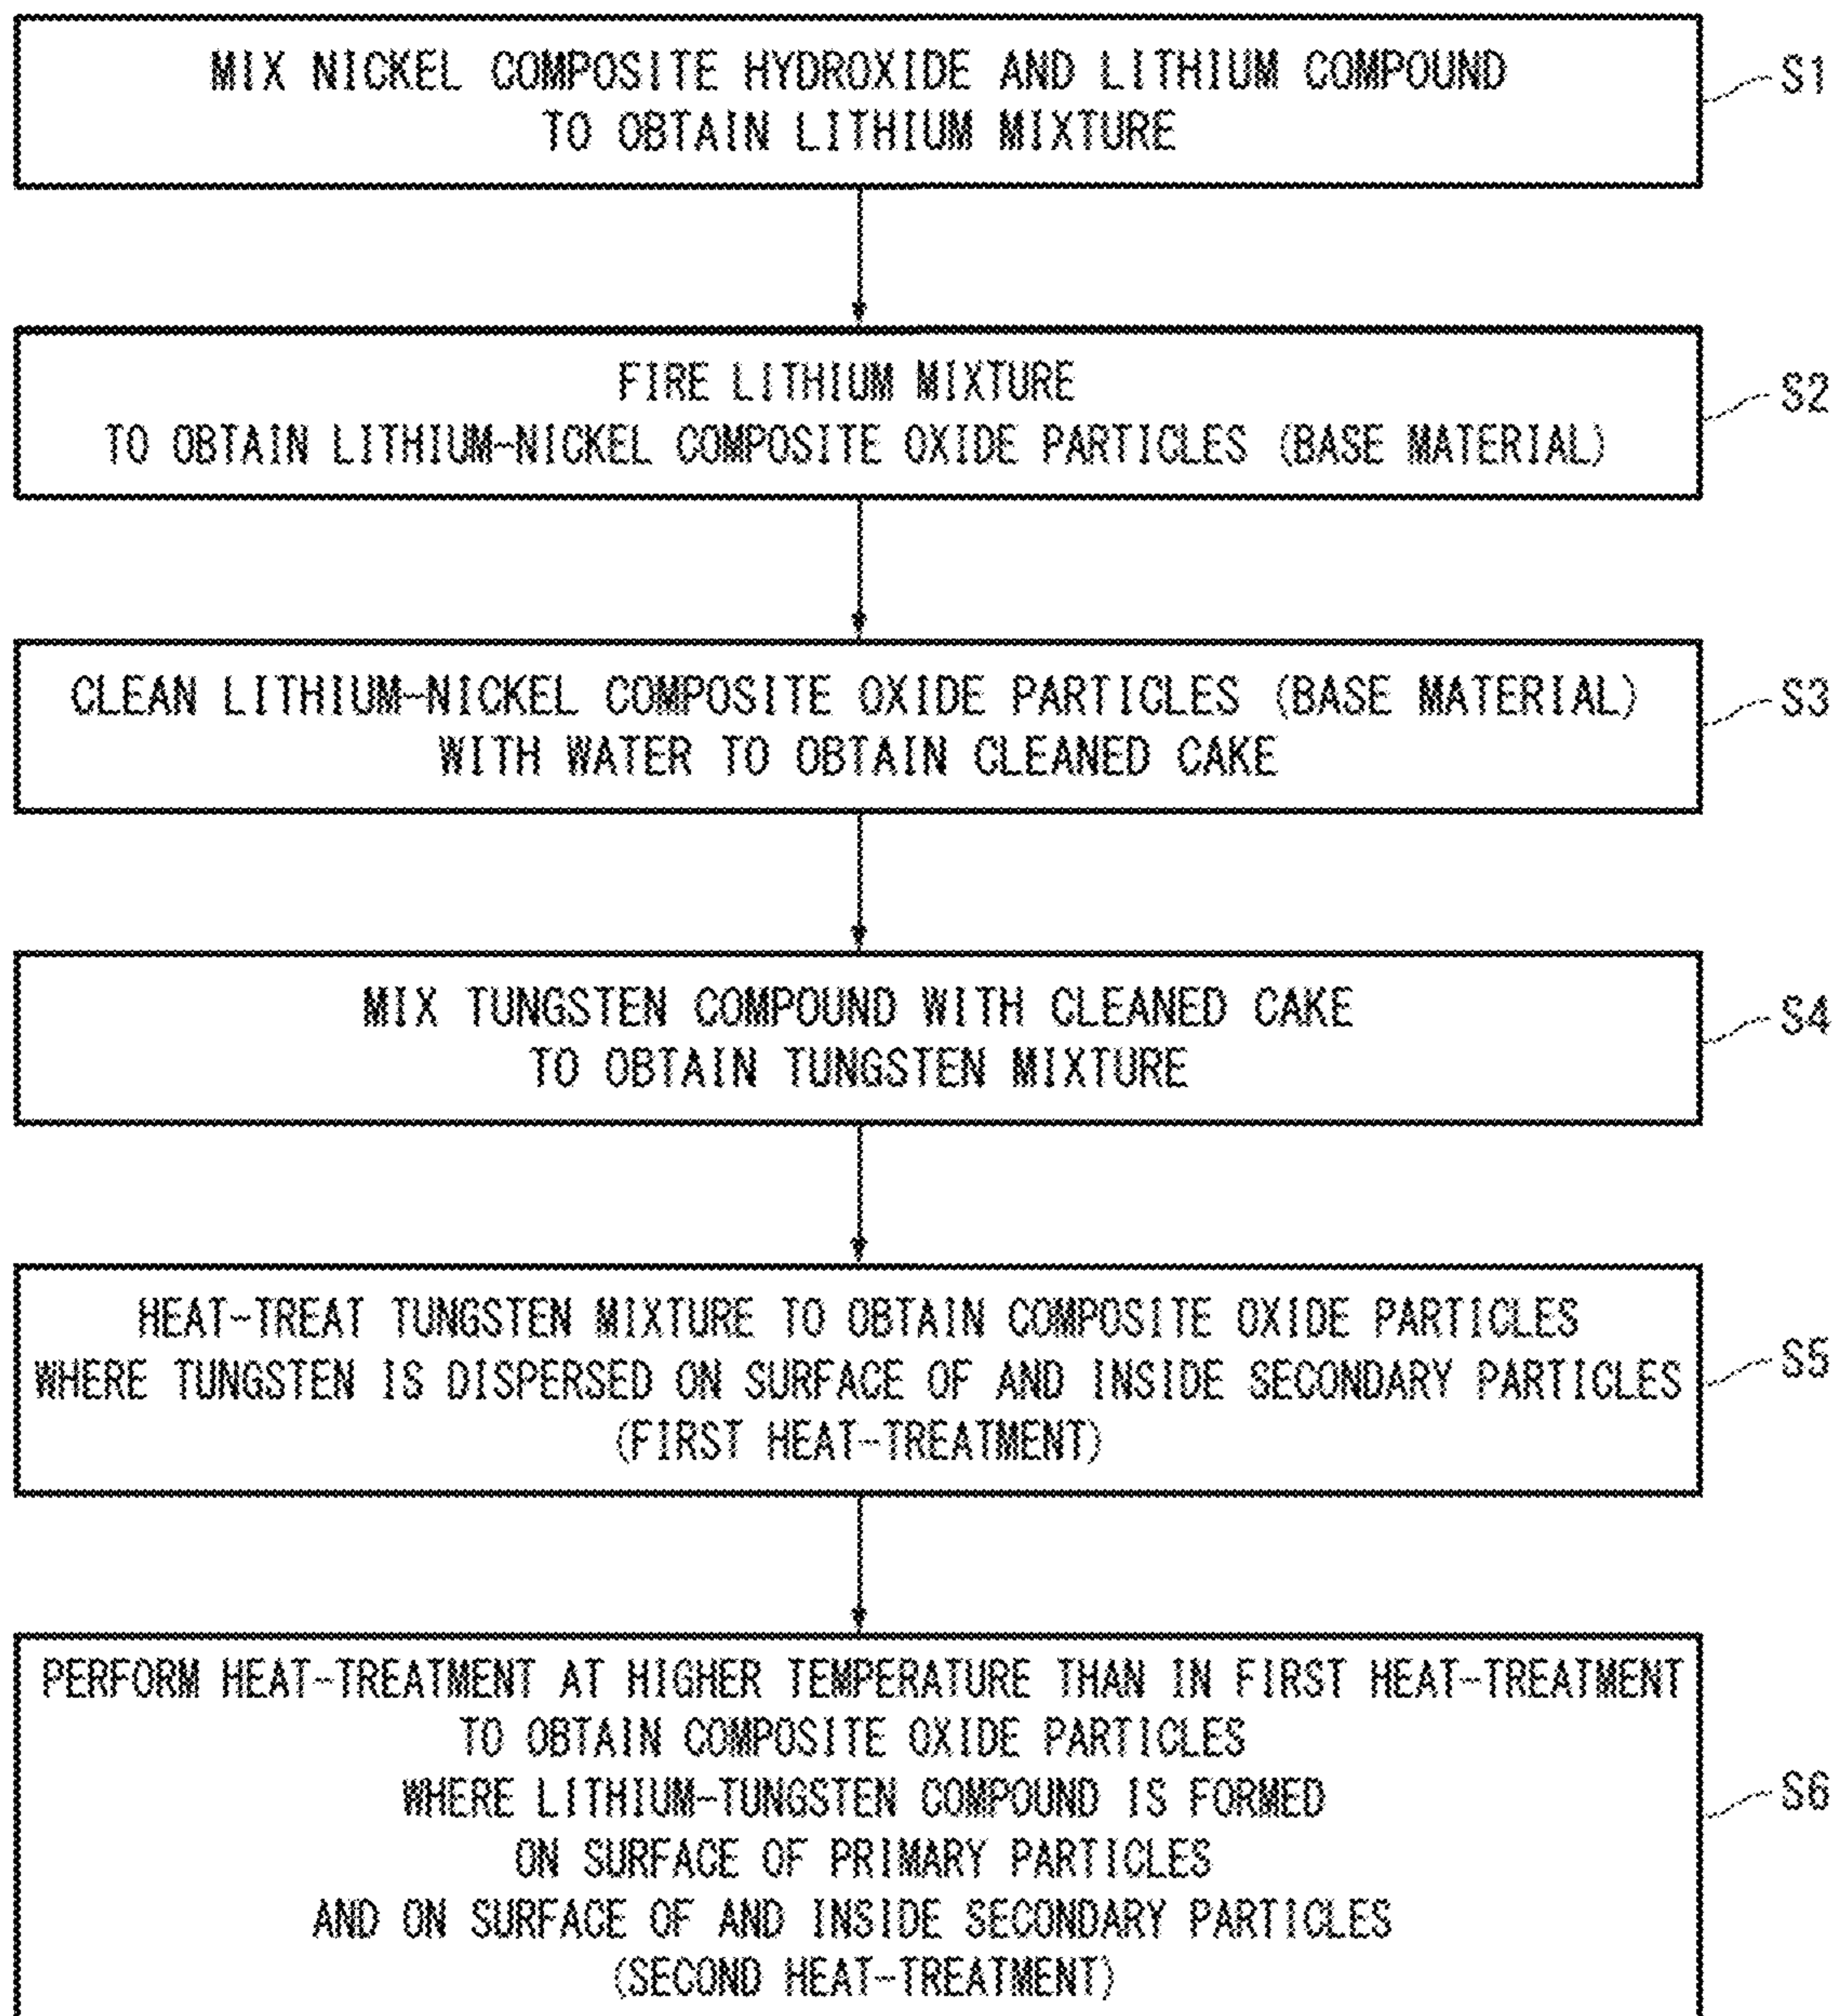 MIX NICKEL COMPOSITE HYDROXIDE AND LITHIUM COMPOUND
TO OBTAIN LITHIUM MIXTURE
S1
FIRE LITHIUM MIXTURE
TO OBTAIN LITHIUM-NICKEL COMPOSITE OXIDE PARTICLES (BASE MATERIAL)
S2
CLEAN LITHIUM-NICKEL COMPOSITE OXIDE PARTICLES (BASE MATERIAL)
WITH WATER TO OBTAIN CLEANED CAKE
S3
MIX TUNGSTEN COMPOUND WITH CLEANED CAKE
TO OBTAIN TUNGSTEN MIXTURE
S4
HEAT-TREAT TUNGSTEN MIXTURE TO OBTAIN COMPOSITE OXIDE PARTICLES
WHERE TUNGSTEN IS DISPERSED ON SURFACE OF AND INSIDE SECONDARY PARTICLES
(FIRST HEAT-TREATMENT)
S5
PERFORM HEAT-TREATMENT AT HIGHER TEMPERATURE THAN IN FIRST HEAT-TREATMENT
TO OBTAIN COMPOSITE OXIDE PARTICLES
WHERE LITHIUM-TUNGSTEN COMPOUND IS FORMED
ON SURFACE OF PRIMARY PARTICLES
AND ON SURFACE OF AND INSIDE SECONDARY PARTICLES
(SECOND HEAT-TREATMENT)
S6